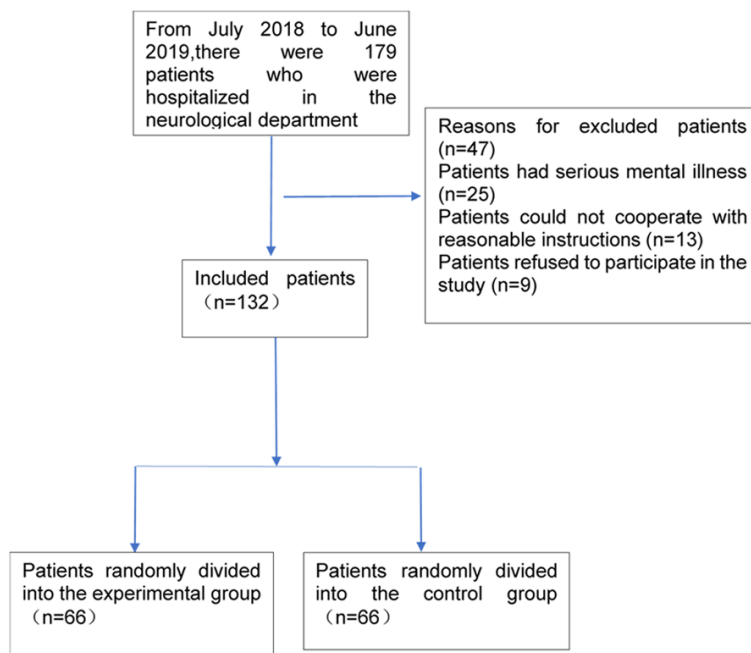 From July 2018 to June
2019,there were 179
patients who were
hospitalized in the
neurological department
Reasons for excluded patients
(n=47)
Patients had serious mental illness
(n=25)
Patients could not cooperate with
reasonable instructions (n=13)
Patients refused to participate in the
study (n=9)
Included patients
（n=132）
Patients randomly divided
into the experimental group
（n=66）
Patients randomly divided
into the control group
（n=66）